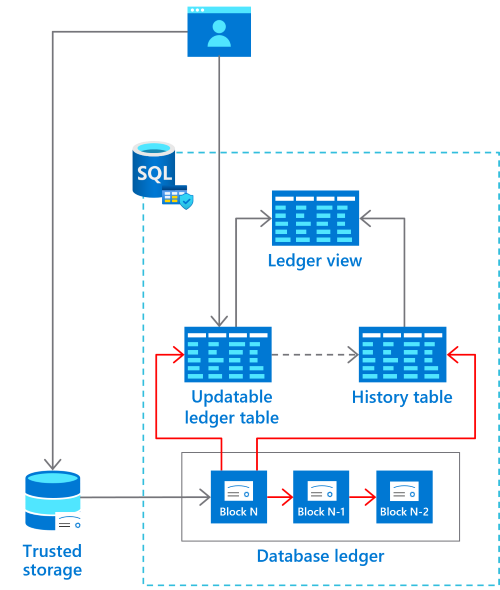 SQL
Ledger view
Updatable
ledger table
History table
Block N
Block N-1
Block N-2
Trusted
storage
Database ledger